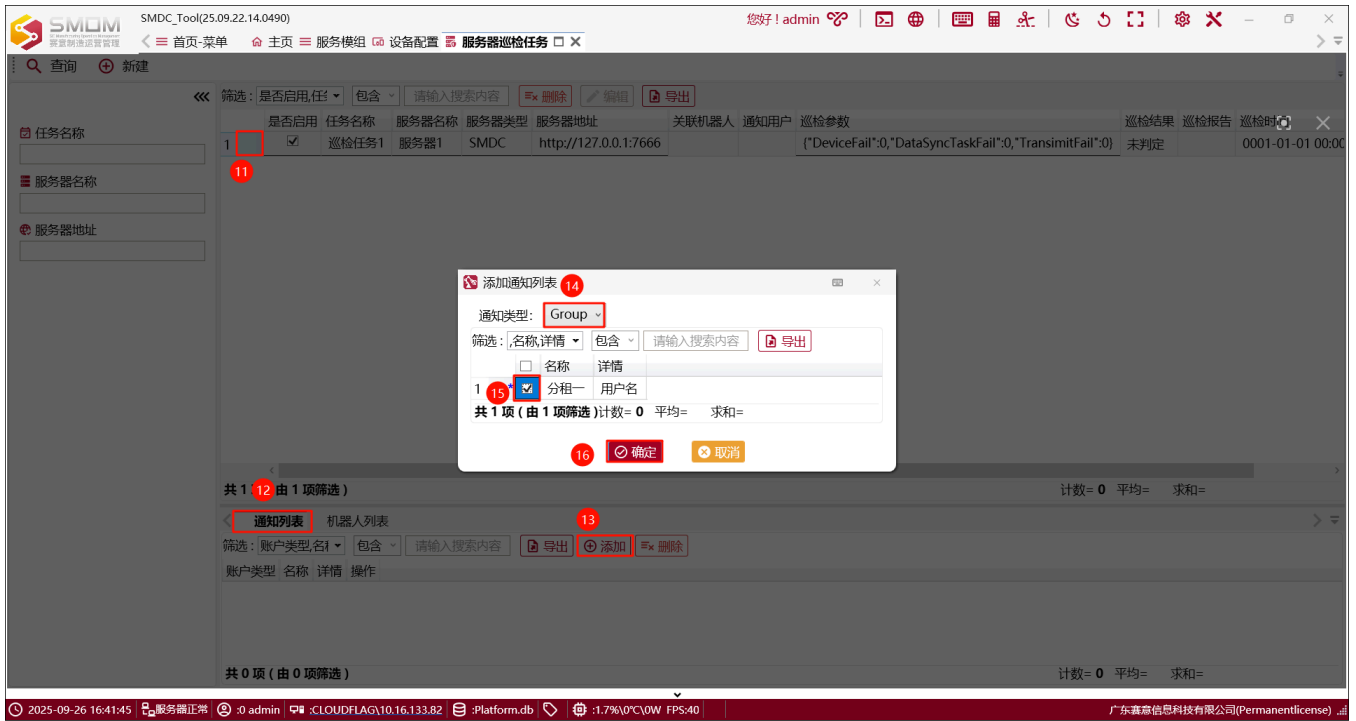 SMOM
赛意制造运营管理
SMDC_Tool(25.09.22.14.0490)
您好！admin
首页-菜单 主页 服务模组 设备配置 服务器巡检任务
查询 新建
筛选： 是否启用,任务 包含 请输入搜索内容 删除 编辑 导出
是否启用 任务名称 服务器名称 服务器类型 服务器地址 关联机器人 通知用户 巡检参数 巡检结果 巡检报告 巡检时
1 巡检任务1 服务器1 SMDC http://127.0.0.1:7666 {"DeviceFail":0,"DataSyncTaskFail":0,"TransimitFail":0} 未判定 0001-01-01 00:00
11
任务名称
服务器名称
服务器地址
添加通知列表 14
通知类型： Group
筛选： ,名称,详情 包含 请输入搜索内容 导出
名称 详情
1 15 * 分租一 用户名
共 1 项 ( 由 1 项筛选 )计数= 0 平均= 求和=
16 确定 取消
共 1 12 由 1 项筛选 ) 计数= 0 平均= 求和=
通知列表 机器人列表 13
筛选： 账户类型,名称 包含 请输入搜索内容 导出 添加 删除
账户类型 名称 详情 操作
共 0 项 ( 由 0 项筛选 ) 计数= 0 平均= 求和=
2025-09-26 16:41:45 服务器正常 :0 admin :CLOUDFLAG\10.16.133.82 :Platform.db :1.7%\0℃\0W FPS:40 广东赛意信息科技有限公司(Permanentlicense)